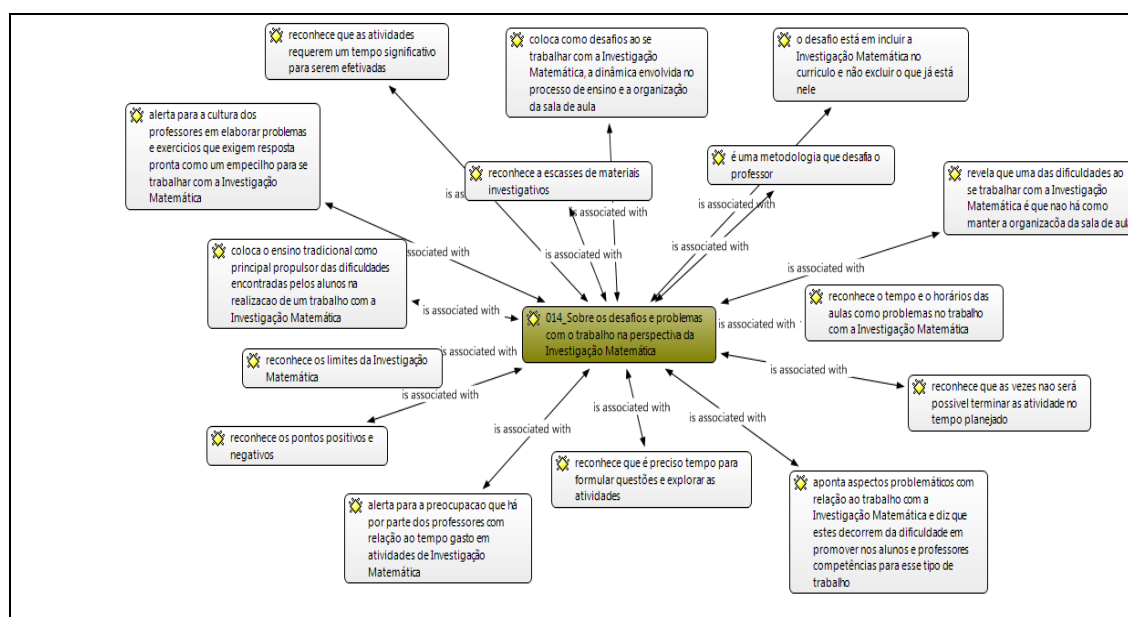 reconhece que as atividades
requerem um tempo significativo
para serem efetivadas
coloca como desafios ao se
trabalhar com a Investigação
Matemática, a dinâmica envolvida no
processo de ensino e a organização
da sala de aula
o desafio está em incluir a
Investigação Matemática no
curriculo e não excluir o que já está
nele
alerta para a cultura dos
professores em elaborar problemas
e exercicios que exigem resposta
pronta como um empecilho para se
trabalhar com a Investigação
Matemática
reconhece a escasses de materiais
investigativos
é uma metodologia que desafia o
professor
revela que uma das dificuldades ao
se trabalhar com a Investigação
Matemática é que nao há como
manter a organizacõa da sala de aula
is associated with
is associated with
is associated with
is associated with
is associated with
is associated with
is associated with
coloca o ensino tradicional como
principal propulsor das dificuldades
encontradas pelos alunos na
realizacao de um trabalho com a
Investigação Matemática
is associated with
014_Sobre os desafios e problemas
com o trabalho na perspectiva da
Investigação Matemática
is associated with
reconhece o tempo e o horários das
aulas como problemas no trabalho
com a Investigação Matemática
reconhece os limites da Investigação
Matemática
associated with
is associated with
is associated with
reconhece que as vezes nao será
possivel terminar as atividade no
tempo planejado
reconhece os pontos positivos e
negativos
is associated with
is associated with
is associated with
reconhece que é preciso tempo para
formular questões e explorar as
atividades
alerta para a preocupacao que há
por parte dos professores com
relação ao tempo gasto em
atividades de Investigação
Matemática
aponta aspectos problemáticos com
relação ao trabalho com a
Investigação Matemática e diz que
estes decorrem da dificuldade em
promover nos alunos e professores
competências para esse tipo de
trabalho